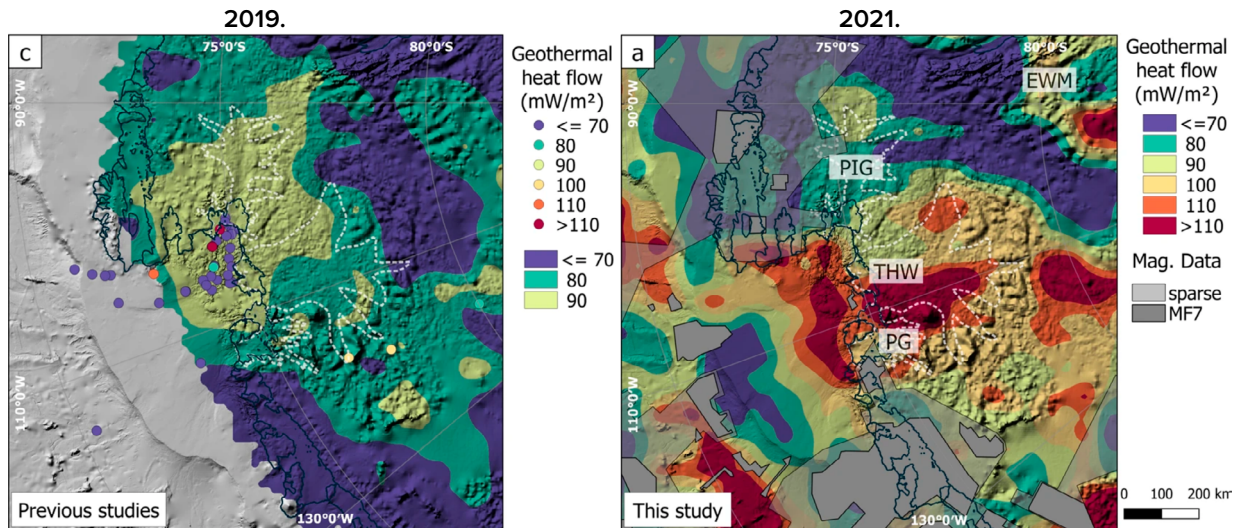 2019.
c
75°0'S
80°0'S
90°0'W
110°0'W
130°0'W
Previous studies
Geothermal
heat flow
(mW/m²)
<= 70
80
90
100
110
>110
<= 70
80
90
2021.
a
75°0'S
80°0'S
EWM
90°0'W
PIG
THW
PG
110°0'W
130°0'W
This study
Geothermal
heat flow
(mW/m²)
<=70
80
90
100
110
>110
Mag. Data
sparse
MF7
0 100 200 km